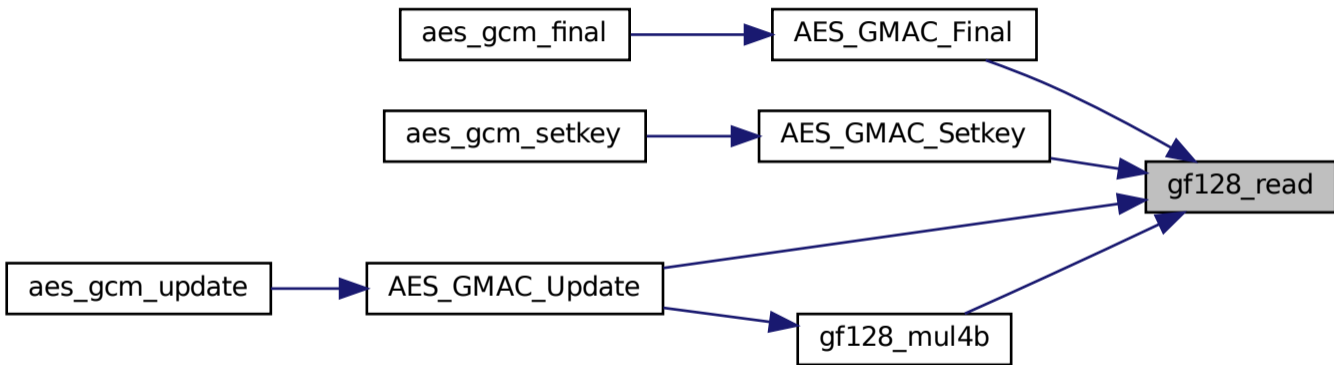 aes_gcm_final
AES_GMAC_Final
aes_gcm_setkey
AES_GMAC_Setkey
gf128_read
aes_gcm_update
AES_GMAC_Update
gf128_mul4b